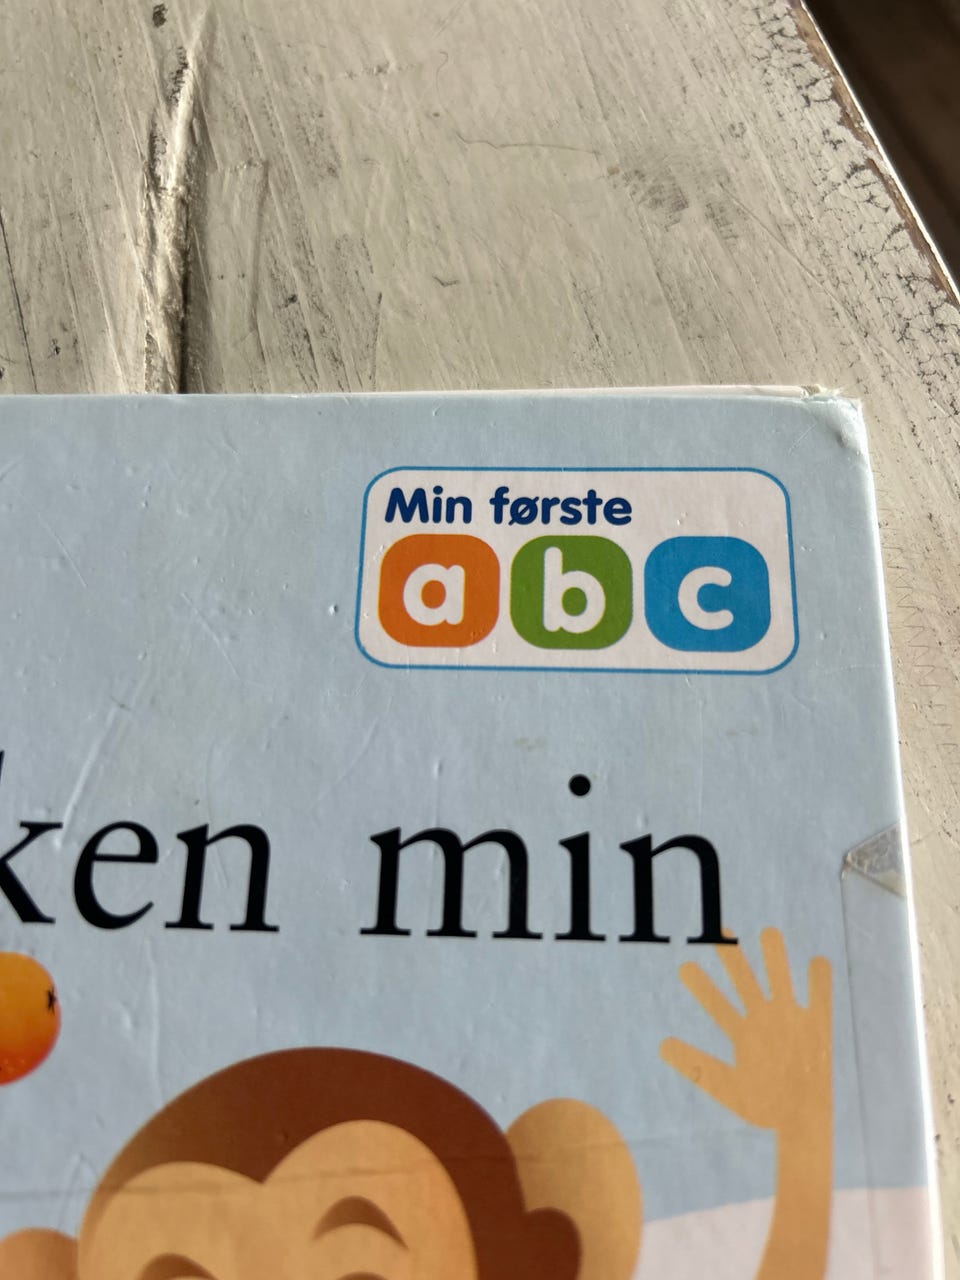 Min første
abc
ken min